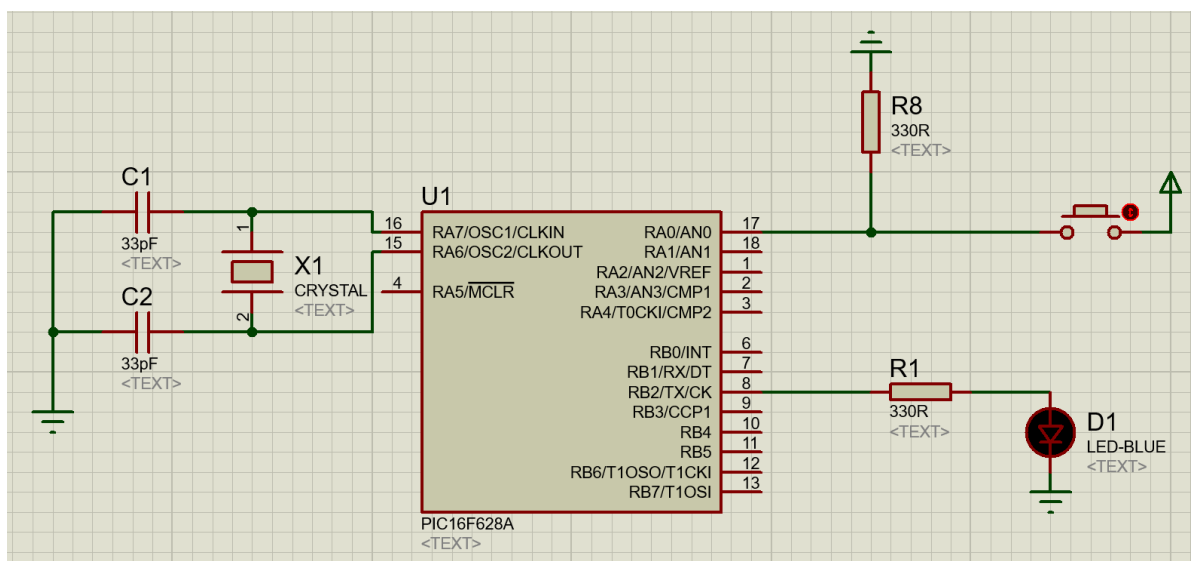 R8
330R
<TEXT>
C1
33pF
<TEXT>
1
X1
CRYSTAL
<TEXT>
2
C2
33pF
<TEXT>
U1
16 RA7/OSC1/CLKIN
15 RA6/OSC2/CLKOUT
4 RA5/MCLR
RA0/AN0 17
RA1/AN1 18
RA2/AN2/VREF 1
RA3/AN3/CMP1 2
RA4/T0CKI/CMP2 3
RB0/INT 6
RB1/RX/DT 7
RB2/TX/CK 8
RB3/CCP1 9
RB4 10
RB5 11
RB6/T1OSO/T1CKI 12
RB7/T1OSI 13
PIC16F628A
<TEXT>
R1
330R
<TEXT>
D1
LED-BLUE
<TEXT>